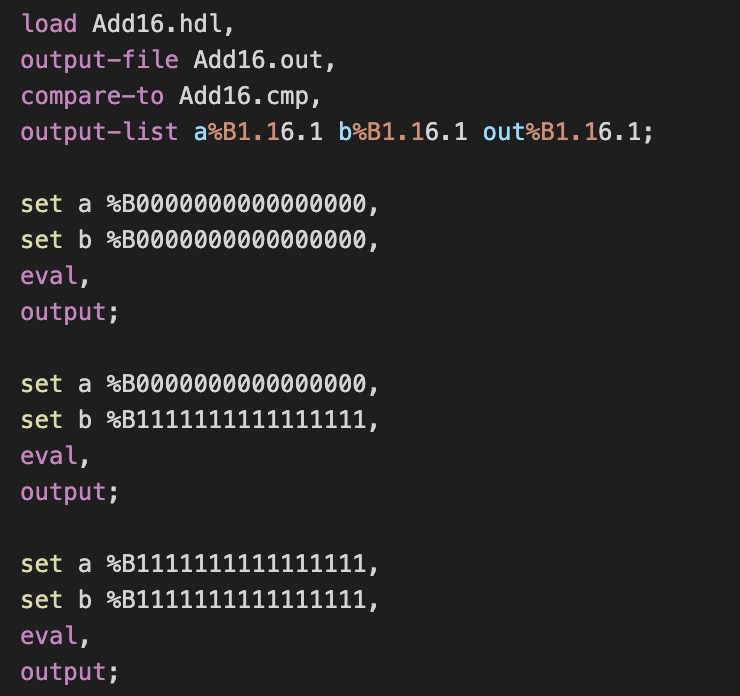 load Add16.hdl,
output-file Add16.out,
compare-to Add16.cmp,
output-list a%B1.16.1 b%B1.16.1 out%B1.16.1;
set a %B0000000000000000,
set b %B0000000000000000,
eval,
output;
set a %B0000000000000000,
set b %B1111111111111111,
eval,
output;
set a %B1111111111111111,
set b %B1111111111111111,
eval,
output;